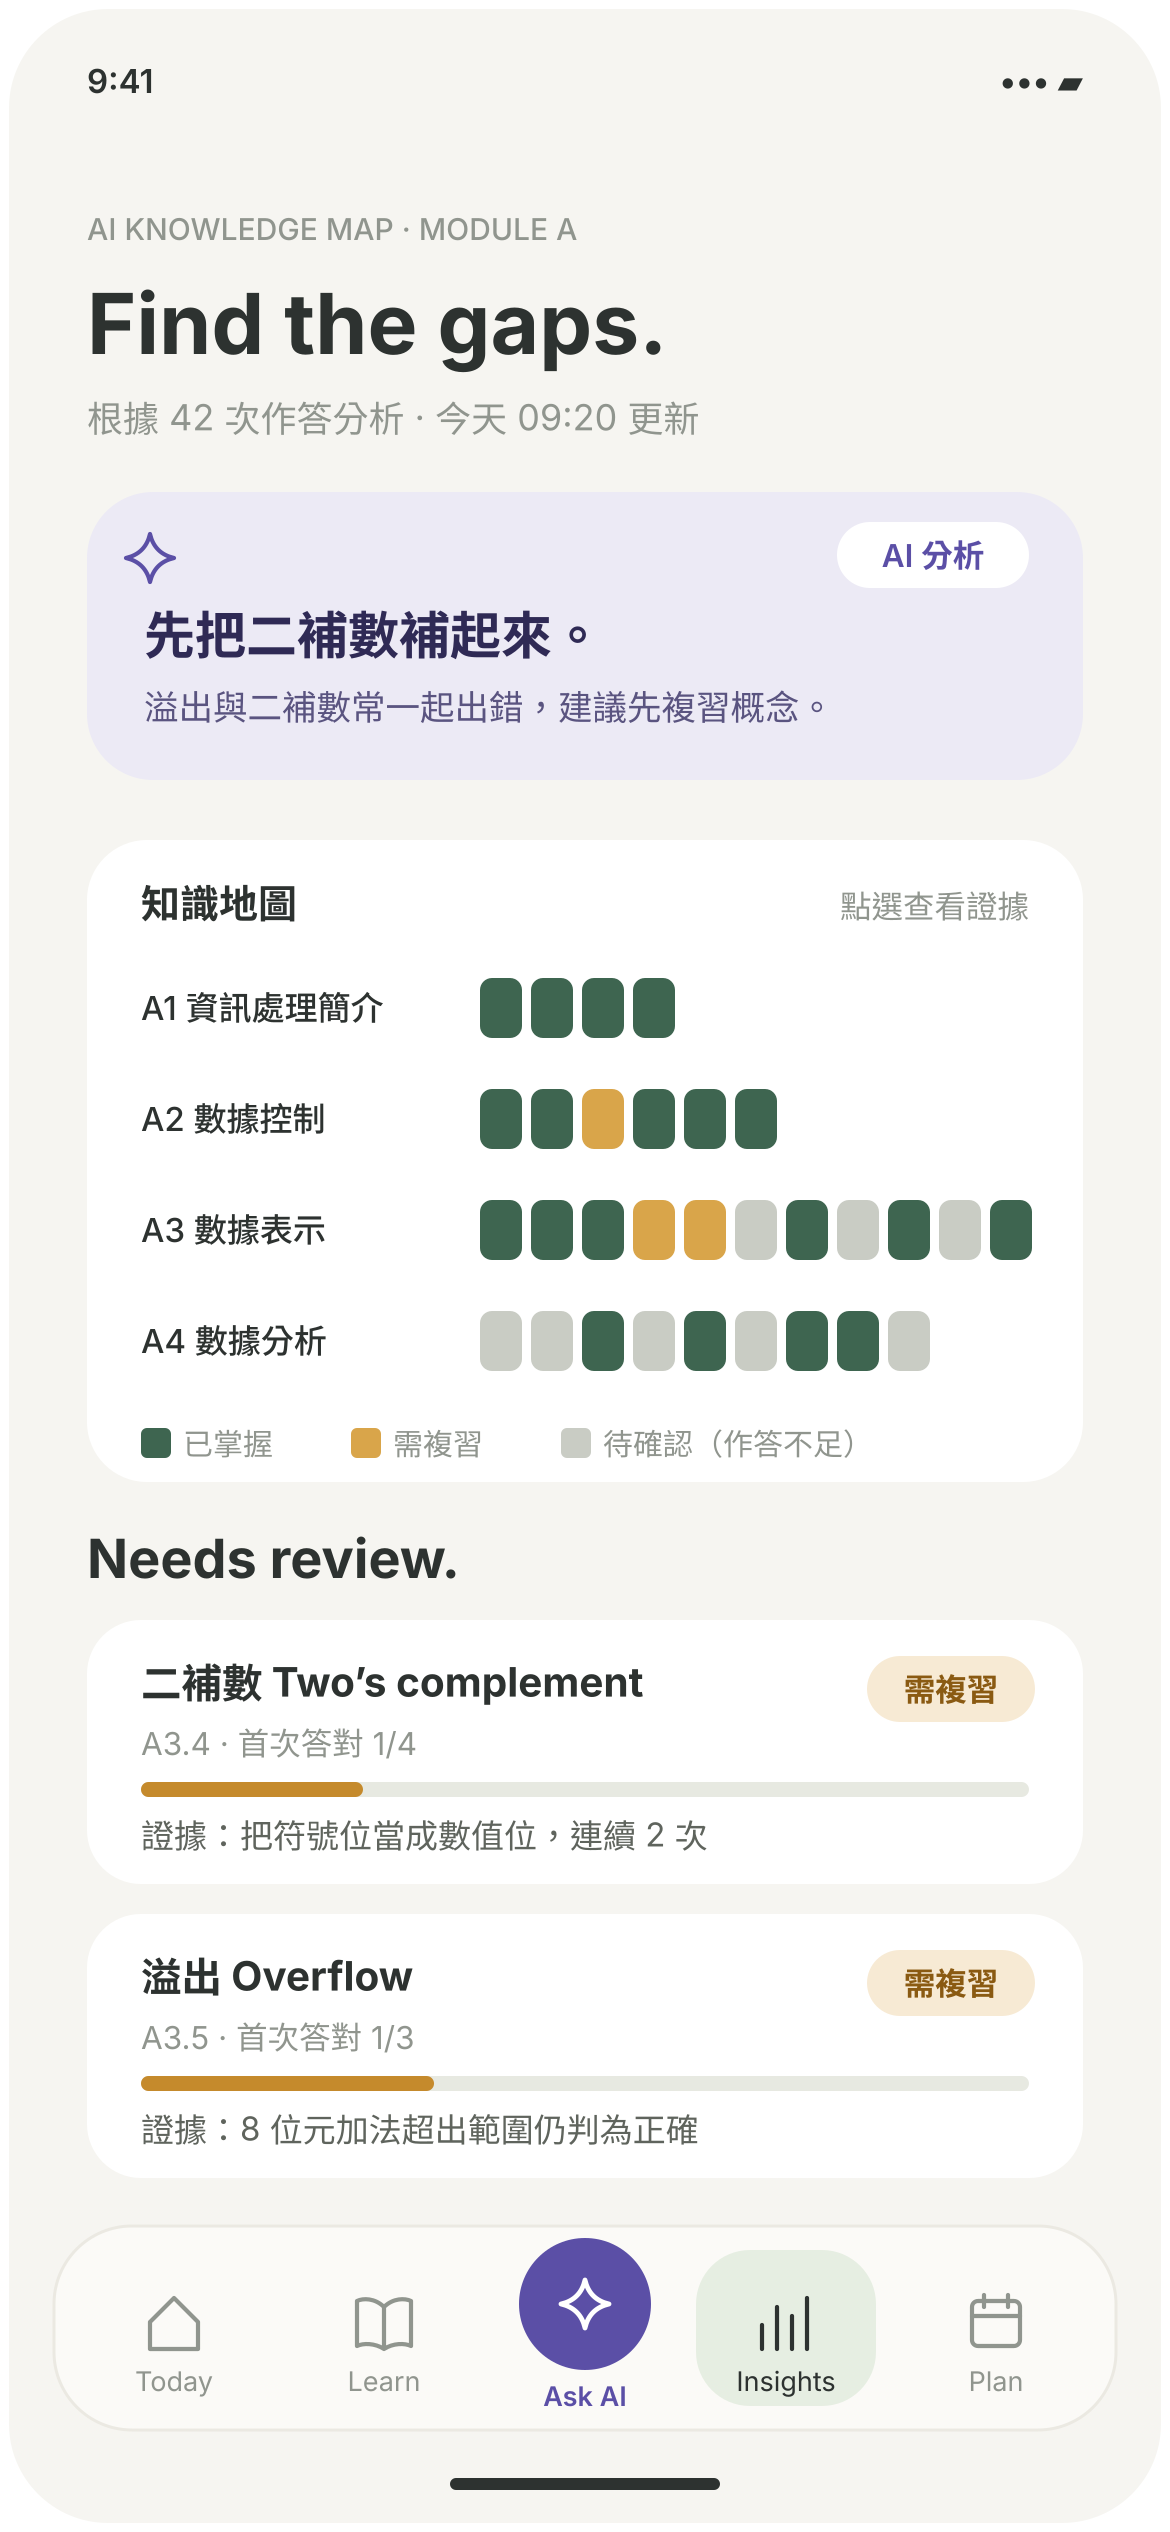 9:41
AI KNOWLEDGE MAP · MODULE A
Find the gaps.
根據 42 次作答分析 · 今天 09:20 更新
AI 分析
先把二補數補起來。
溢出與二補數常一起出錯，建議先複習概念。
知識地圖
點選查看證據
A1 資訊處理簡介
A2 數據控制
A3 數據表示
A4 數據分析
已掌握
需複習
待確認（作答不足）
Needs review.
二補數 Two’s complement
需複習
A3.4 · 首次答對 1/4
證據：把符號位當成數值位，連續 2 次
溢出 Overflow
需複習
A3.5 · 首次答對 1/3
證據：8 位元加法超出範圍仍判為正確
Today
Learn
Ask AI
Insights
Plan